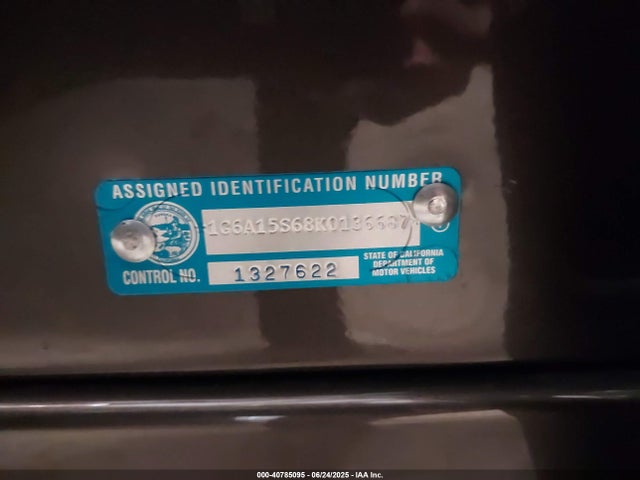 ASSIGNED IDENTIFICATION NUMBER
1G6A15S68K0136687
CONTROL NO.
1327622
STATE OF CALIFORNIA
DEPARTMENT OF
MOTOR VEHICLES
000-40785095 - 06/24/2025 - IAA Inc.